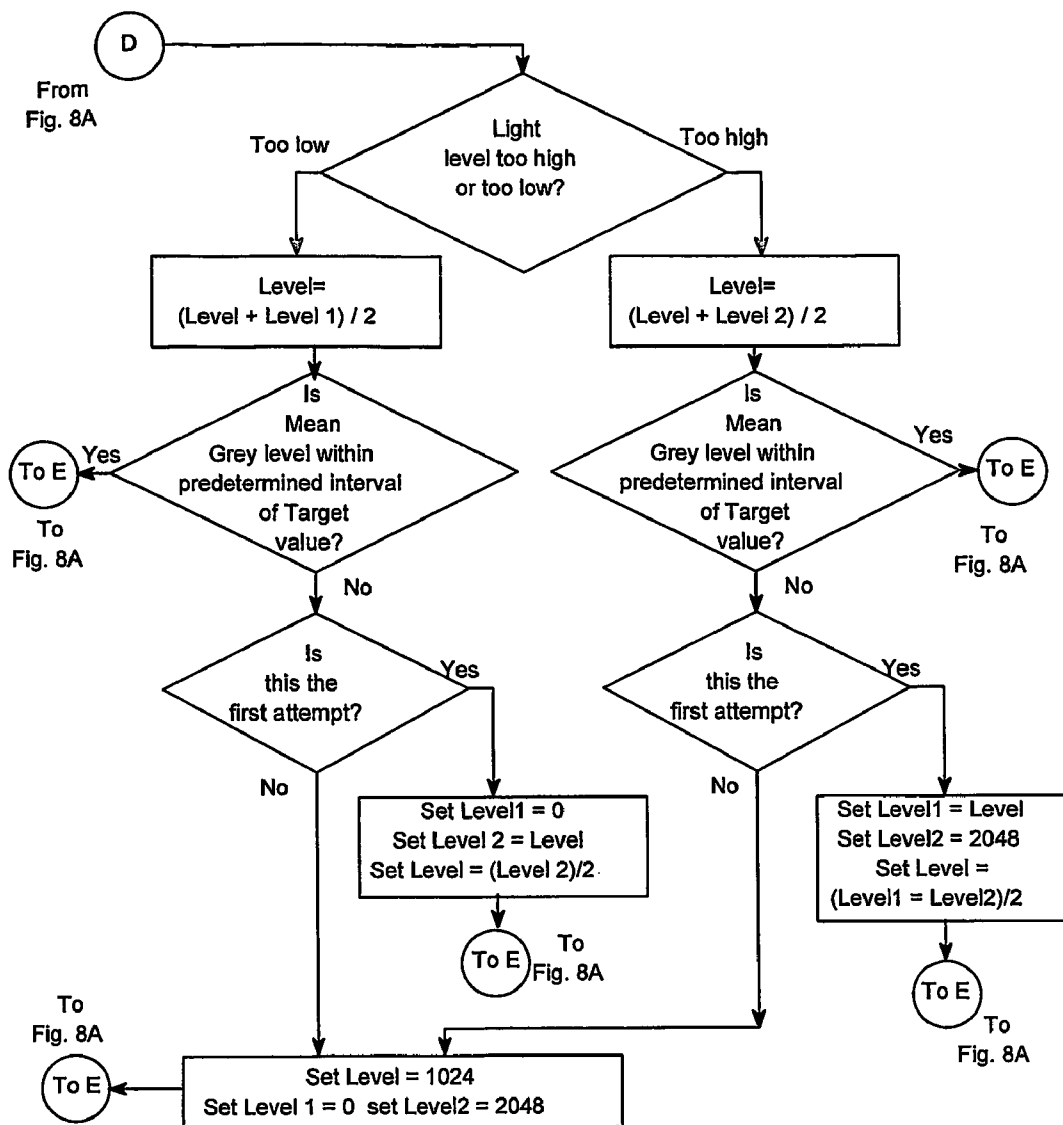 D
From
Fig. 8A
Light
level too high
or too low?
Too low
Too high
Level=
(Level + Level 1) / 2
Level=
(Level + Level 2) / 2
Is
Mean
Grey level within
predetermined interval
of Target
value?
Yes
To E
To
Fig. 8A
No
Is
Mean
Grey level within
predetermined interval
of Target
value?
Yes
To E
To
Fig. 8A
No
Is
this the
first attempt?
Yes
No
Is
this the
first attempt?
Yes
No
Set Level1 = 0
Set Level 2 = Level
Set Level = (Level 2)/2
To E
To
Fig. 8A
Set Level1 = Level
Set Level2 = 2048
Set Level =
(Level1 = Level2)/2
To E
To
Fig. 8A
To
Fig. 8A
To E
Set Level = 1024
Set Level 1 = 0 set Level2 = 2048